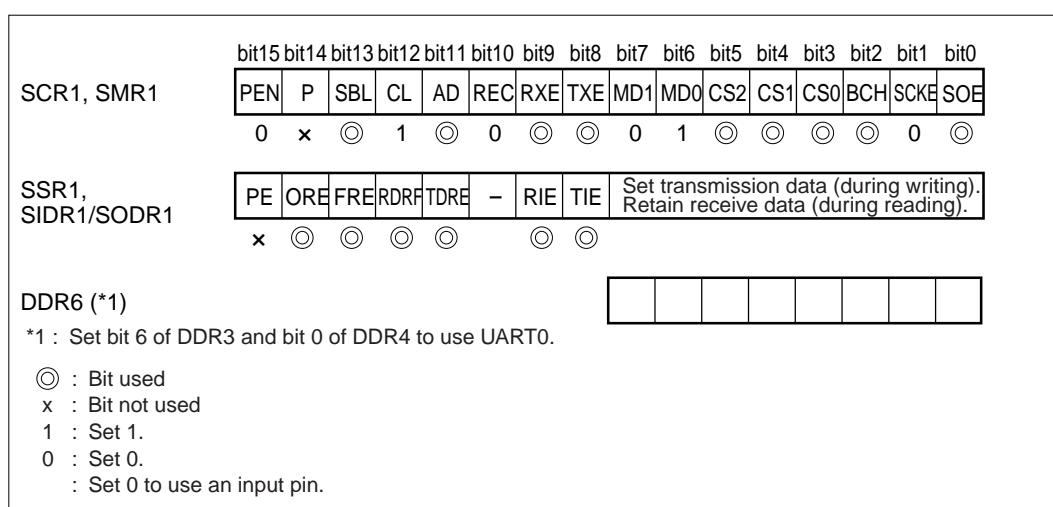 bit15 bit14 bit13 bit12 bit11 bit10 bit9 bit8 bit7 bit6 bit5 bit4 bit3 bit2 bit1 bit0
SCR1, SMR1 PEN P SBL CL AD REC RXE TXE MD1 MD0 CS2 CS1 CS0 BCH SCKE SOE
0 × ◎ 1 ◎ 0 ◎ ◎ 0 1 ◎ ◎ ◎ ◎ 0 ◎
SSR1,
SIDR1/SODR1
PE ORE FRE RDRF TDRE – RIE TIE
Set transmission data (during writing).
Retain receive data (during reading).
× ◎ ◎ ◎ ◎ ◎ ◎
DDR6 (*1)
*1 : Set bit 6 of DDR3 and bit 0 of DDR4 to use UART0.
◎ : Bit used
x : Bit not used
1 : Set 1.
0 : Set 0.
: Set 0 to use an input pin.